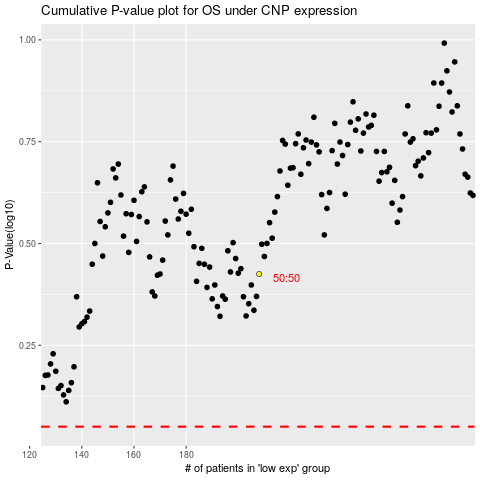 Cumulative P-value plot for OS under CNP expression
P-Value(log10)
1.00
0.75
0.50
0.25
50:50
120 140 160 180
# of patients in 'low exp' group